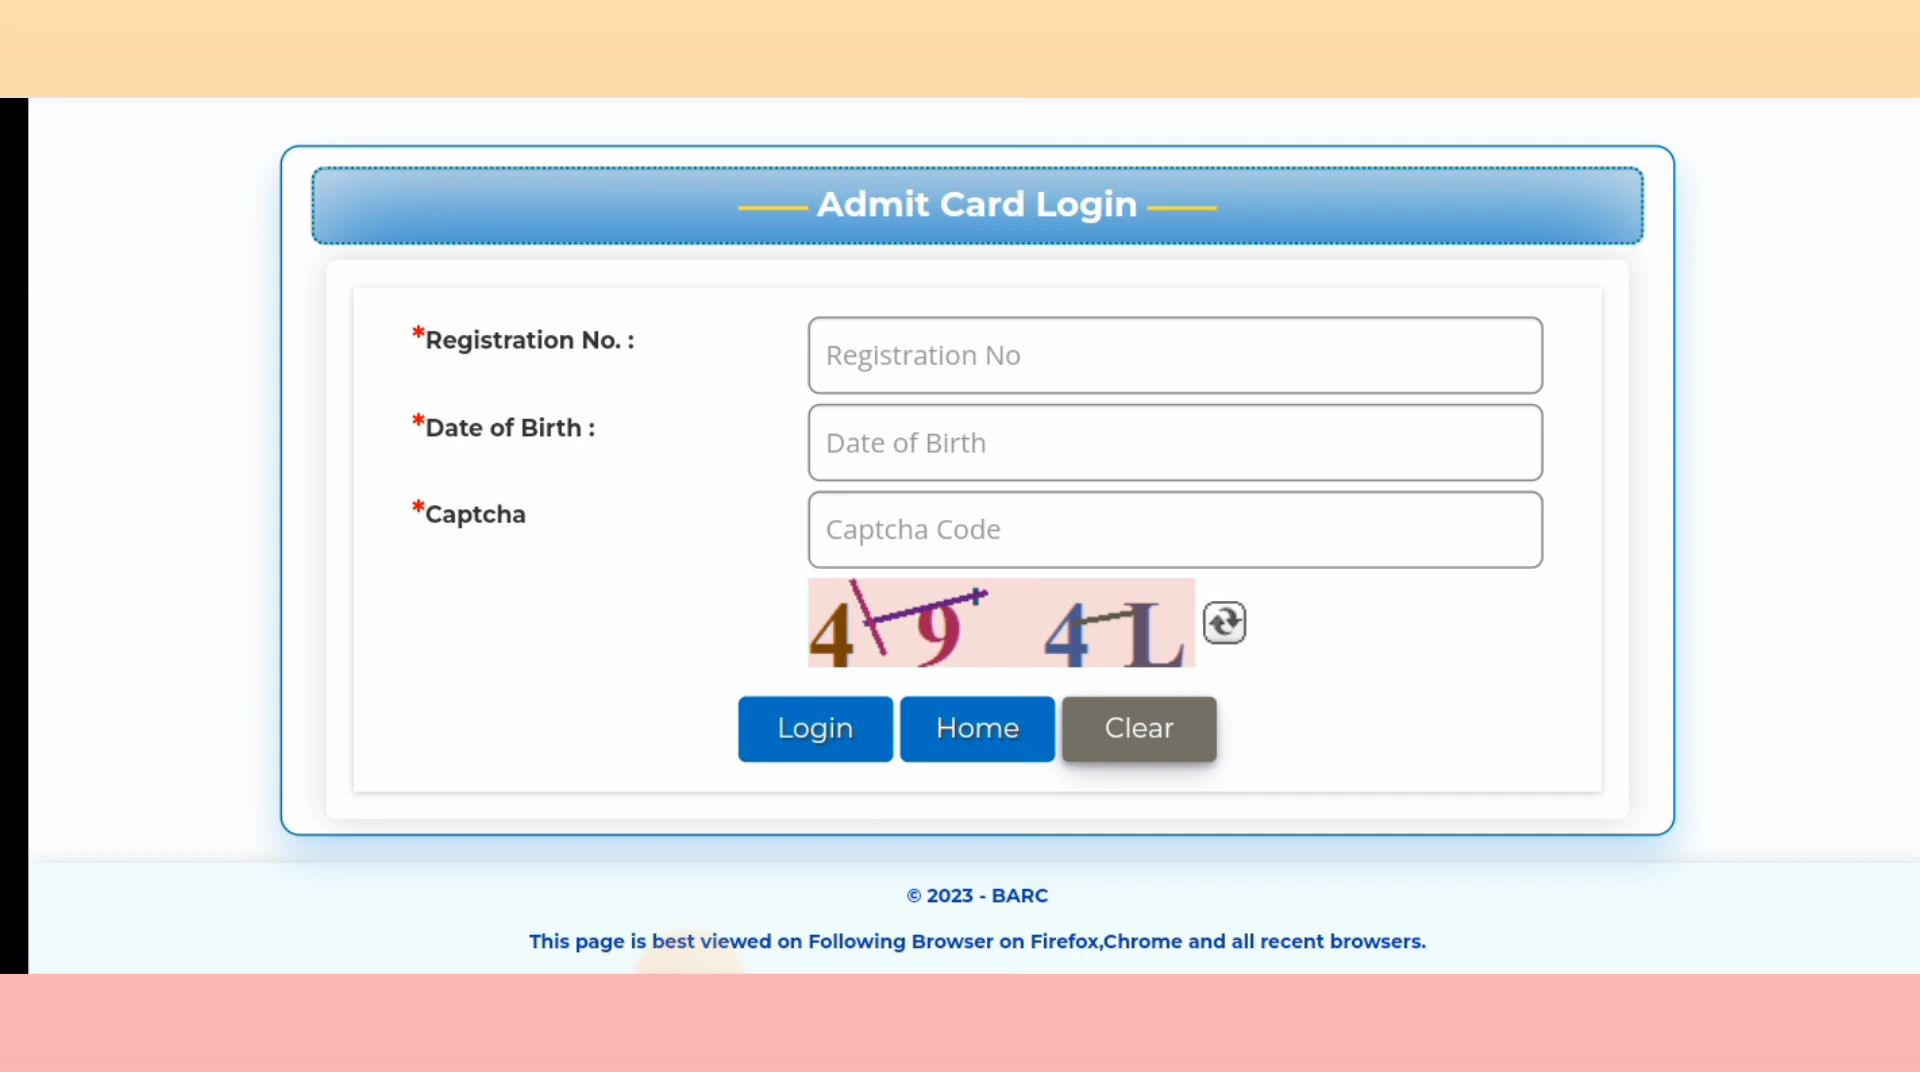 Admit Card Login
*Registration No. :
Registration No
*Date of Birth :
Date of Birth
*Captcha
Captcha Code
4 9 4 L
Login Home Clear
© 2023 - BARC
This page is best viewed on Following Browser on Firefox,Chrome and all recent browsers.